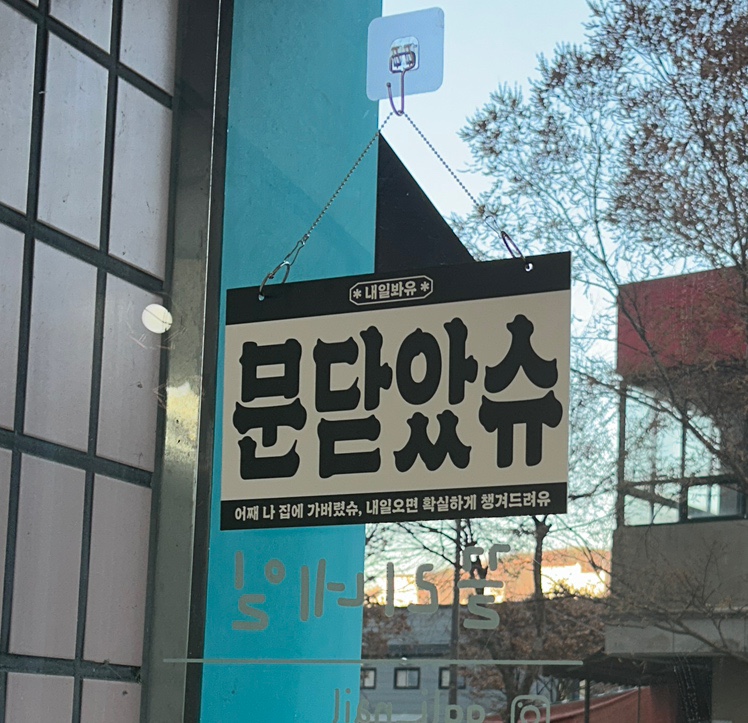 * 내일봐유 *
문닫았슈
어째 나 집에 가버렸슈, 내일오면 확실하게 챙겨드려유